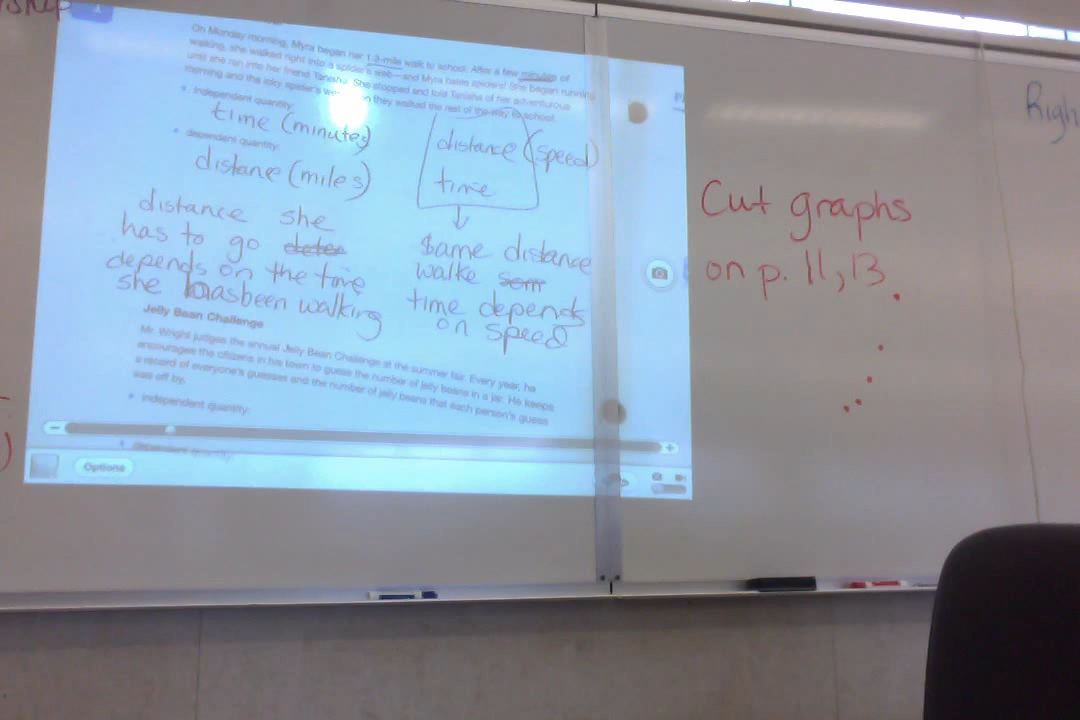 On Monday morning, Myra began her 1.3-mile walk to school. After a few minutes of
walking, she walked right into a spider's web—and Myra hates spiders! She began running
until she ran into her friend Tanisha. She stopped and told Tanisha of her adventurous
morning and the icky spider's we they walked the rest of the way to school.
• independent quantity:
time (minutes)
• dependent quantity:
distance (miles)
distance (speed)
time
distance she
has to go
depends on the time
she has been walking
Same distance
walke
time depends
on speed
Jelly Bean Challenge
Mr. Wright judges the annual Jelly Bean Challenge at the summer fair. Every year, he
encourages the citizens in his town to guess the number of jelly beans in a jar. He keeps
a record of everyone's guesses and the number of jelly beans that each person's guess
was off by.
• independent quantity:
• dependent quantity:
Options
Cut graphs
on p. 11, 13
Righ